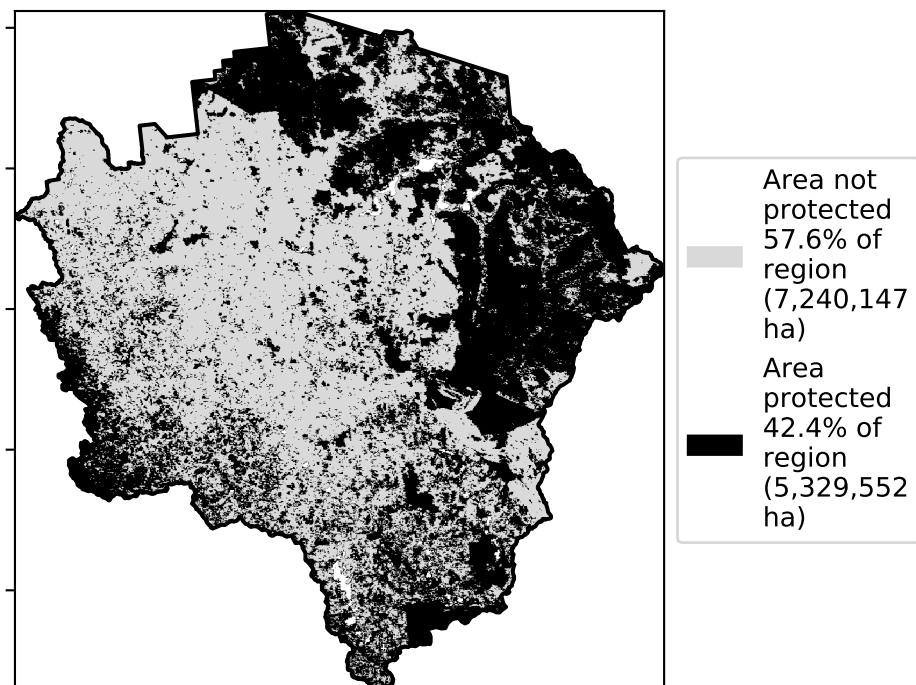 Area not
protected
57.6% of
region
(7,240,147
ha)
Area
protected
42.4% of
region
(5,329,552
ha)